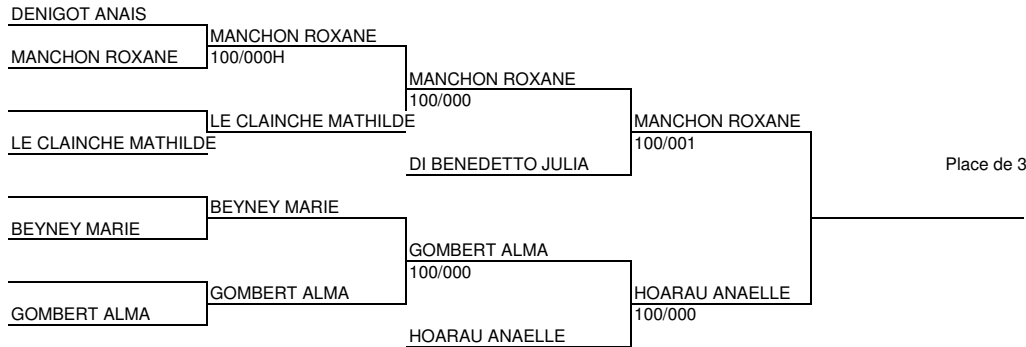 DENIGOT ANAIS
MANCHON ROXANE
MANCHON ROXANE
100/000H
MANCHON ROXANE
100/000
LE CLAINCHE MATHILDE
LE CLAINCHE MATHILDE
MANCHON ROXANE
100/001
DI BENEDETTO JULIA
Place de 3
BEYNEY MARIE
BEYNEY MARIE
GOMBERT ALMA
100/000
GOMBERT ALMA
GOMBERT ALMA
HOARAU ANAELLE
100/000
HOARAU ANAELLE